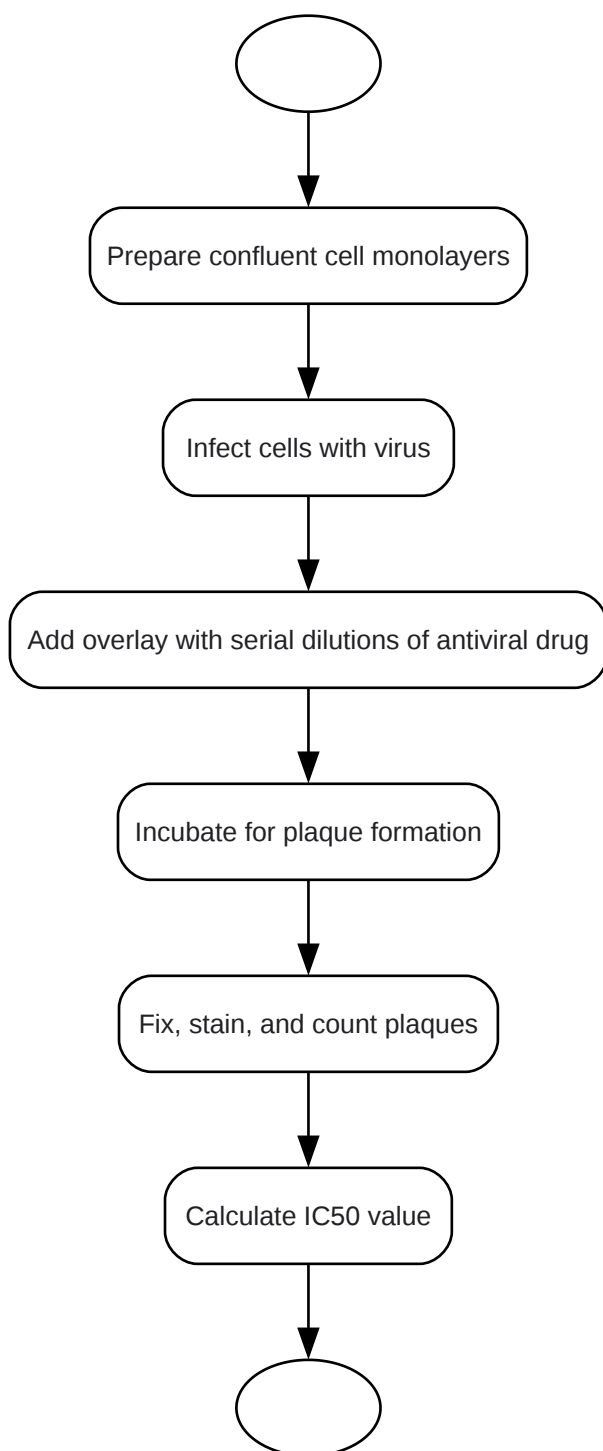 Prepare confluent cell monolayers
Infect cells with virus
Add overlay with serial dilutions of antiviral drug
Incubate for plaque formation
Fix, stain, and count plaques
Calculate IC50 value